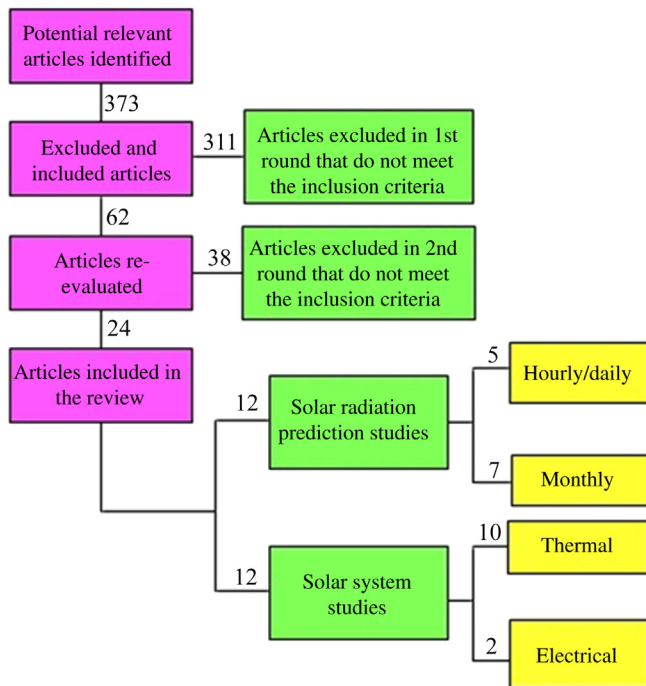 Potential relevant
articles identified
373
Excluded and
included articles
311
Articles excluded in 1st
round that do not meet
the inclusion criteria
62
Articles re-
evaluated
38
Articles excluded in 2nd
round that do not meet
the inclusion criteria
24
Articles included in
the review
12
Solar radiation
prediction studies
5
Hourly/daily
7
Monthly
12
Solar system
studies
10
Thermal
2
Electrical